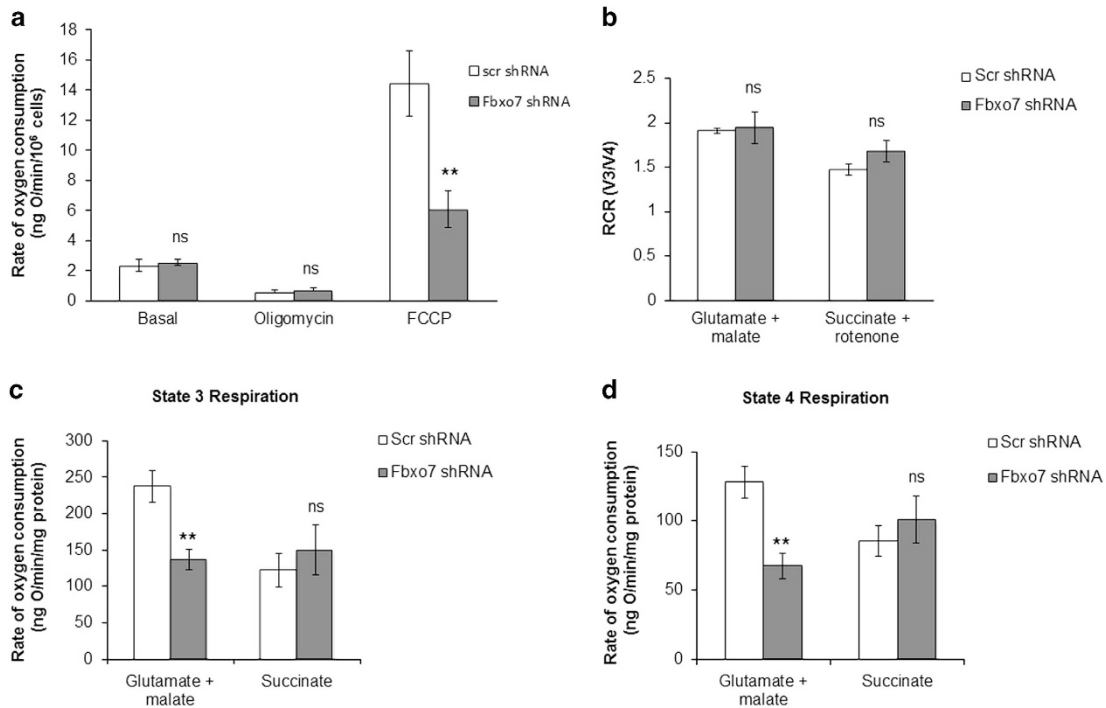 a
Rate of oxygen consumption
(ng O/min/10⁶ cells)
18
16
14
12
10
8
6
4
2
0
ns
ns
**
Basal
Oligomycin
FCCP
scr shRNA
Fbxo7 shRNA
b
RCR (V3/V4)
2.5
2
1.5
1
0.5
0
ns
ns
Glutamate +
malate
Succinate +
rotenone
Scr shRNA
Fbxo7 shRNA
c
State 3 Respiration
Rate of oxygen consumption
(ng O/min/mg protein)
300
250
200
150
100
50
0
**
ns
Glutamate +
malate
Succinate
Scr shRNA
Fbxo7 shRNA
d
State 4 Respiration
Rate of oxygen consumption
(ng O/min/mg protein)
150
100
50
0
**
ns
Glutamate +
malate
Succinate
Scr shRNA
Fbxo7 shRNA